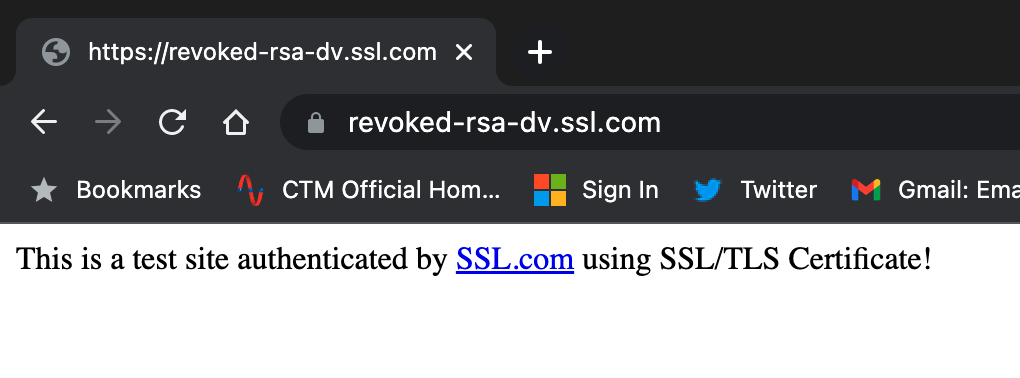 https://revoked-rsa-dv.ssl.com
revoked-rsa-dv.ssl.com
Bookmarks CTM Official Hom... Sign In Twitter Gmail: Ema
This is a test site authenticated by SSL.com using SSL/TLS Certificate!